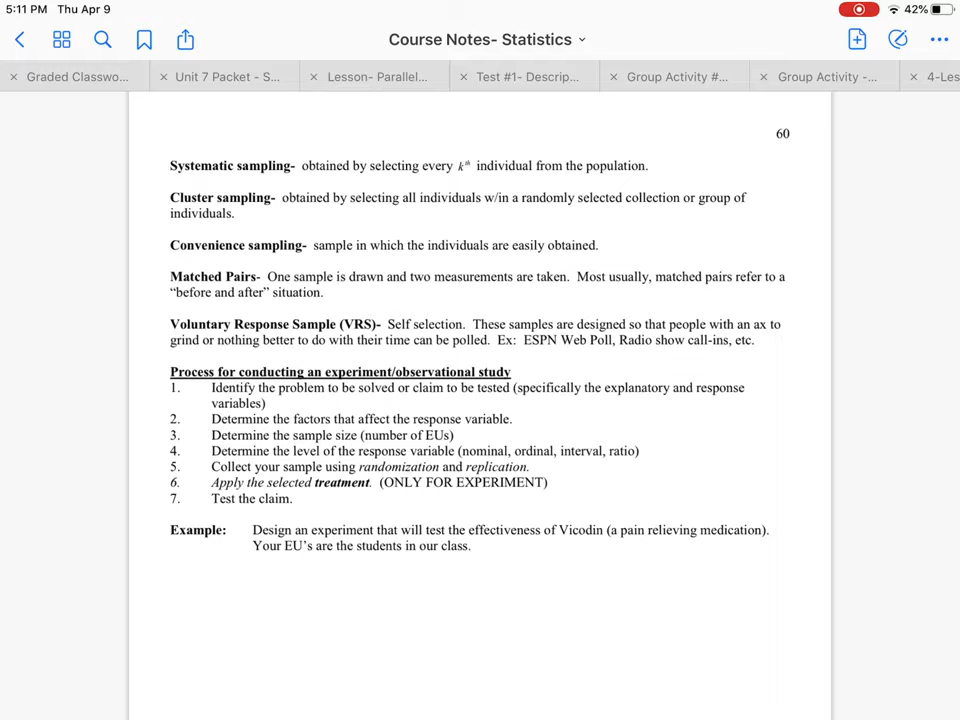 5:11 PM Thu Apr 9
42%
Course Notes- Statistics
Graded Classwo...
Unit 7 Packet - S...
Lesson- Parallel...
Test #1- Descrip...
Group Activity #...
Group Activity -...
4-Les
60
Systematic sampling- obtained by selecting every kth individual from the population.
Cluster sampling- obtained by selecting all individuals w/in a randomly selected collection or group of
individuals.
Convenience sampling- sample in which the individuals are easily obtained.
Matched Pairs- One sample is drawn and two measurements are taken. Most usually, matched pairs refer to a
“before and after” situation.
Voluntary Response Sample (VRS)- Self selection. These samples are designed so that people with an ax to
grind or nothing better to do with their time can be polled. Ex: ESPN Web Poll, Radio show call-ins, etc.
Process for conducting an experiment/observational study
1. Identify the problem to be solved or claim to be tested (specifically the explanatory and response
variables)
2. Determine the factors that affect the response variable.
3. Determine the sample size (number of EUs)
4. Determine the level of the response variable (nominal, ordinal, interval, ratio)
5. Collect your sample using randomization and replication.
6. Apply the selected treatment. (ONLY FOR EXPERIMENT)
7. Test the claim.
Example: Design an experiment that will test the effectiveness of Vicodin (a pain relieving medication).
Your EU’s are the students in our class.